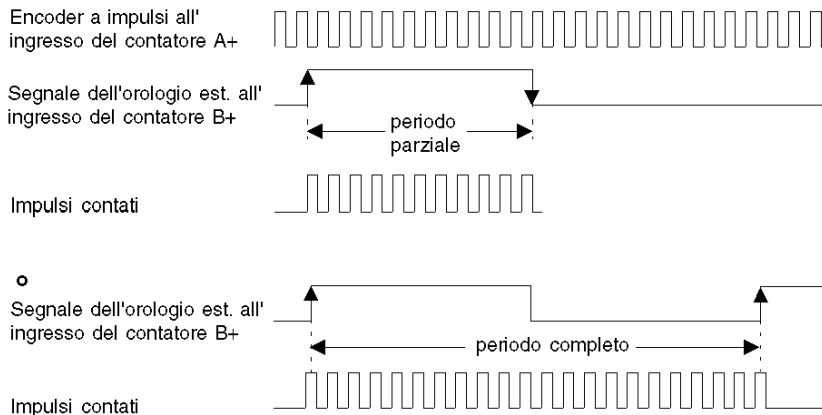 Encoder a impulsi all'
ingresso del contatore A+
Segnale dell'orologio est. all'
ingresso del contatore B+
periodo
parziale
Impulsi contati
o
Segnale dell'orologio est. all'
ingresso del contatore B+
periodo completo
Impulsi contati